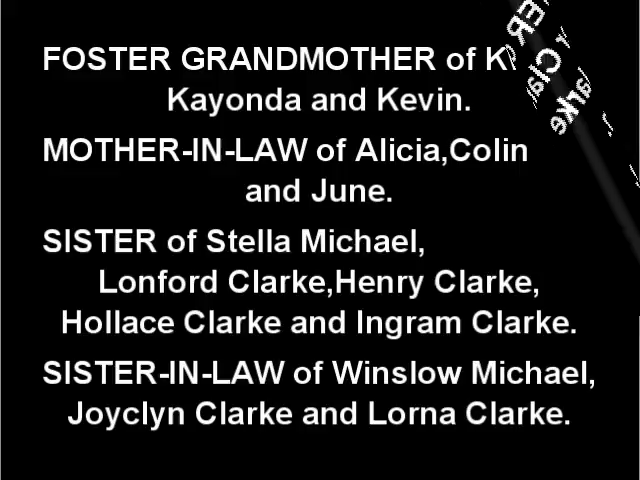 FOSTER GRANDMOTHER of
Kayonda and Kevin.
MOTHER-IN-LAW of Alicia,Colin
and June.
SISTER of Stella Michael,
Lonford Clarke,Henry Clarke,
Hollace Clarke and Ingram Clarke.
SISTER-IN-LAW of Winslow Michael,
Joyclyn Clarke and Lorna Clarke.